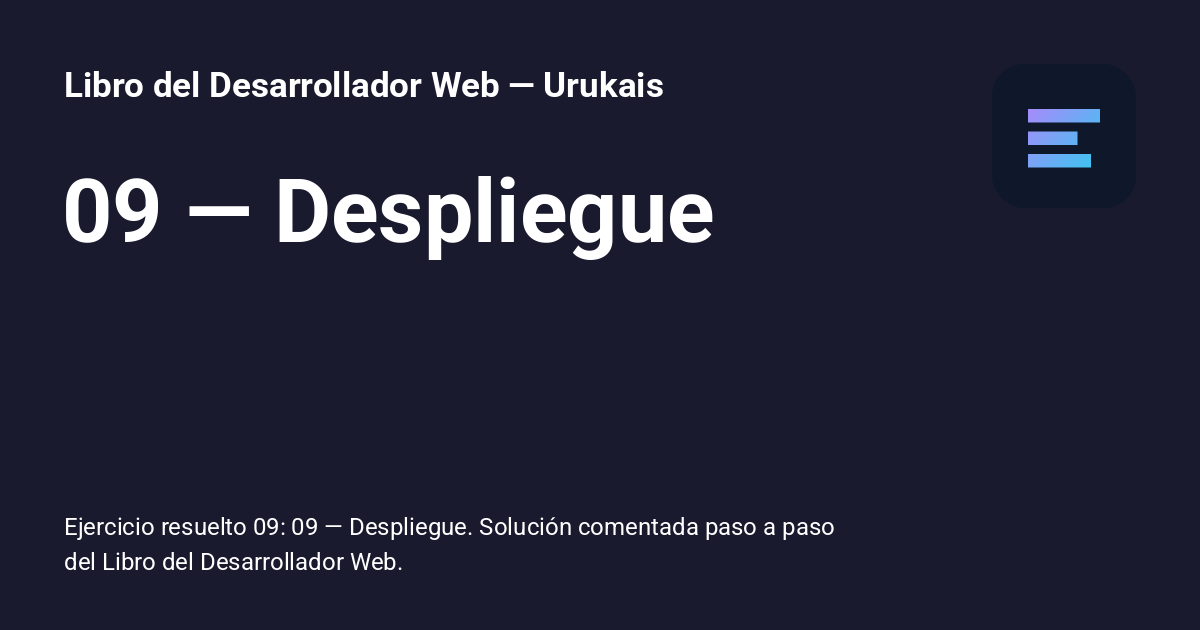 Libro del Desarrollador Web — Urukais
09 — Despliegue
Ejercicio resuelto 09: 09 — Despliegue. Solución comentada paso a paso
del Libro del Desarrollador Web.